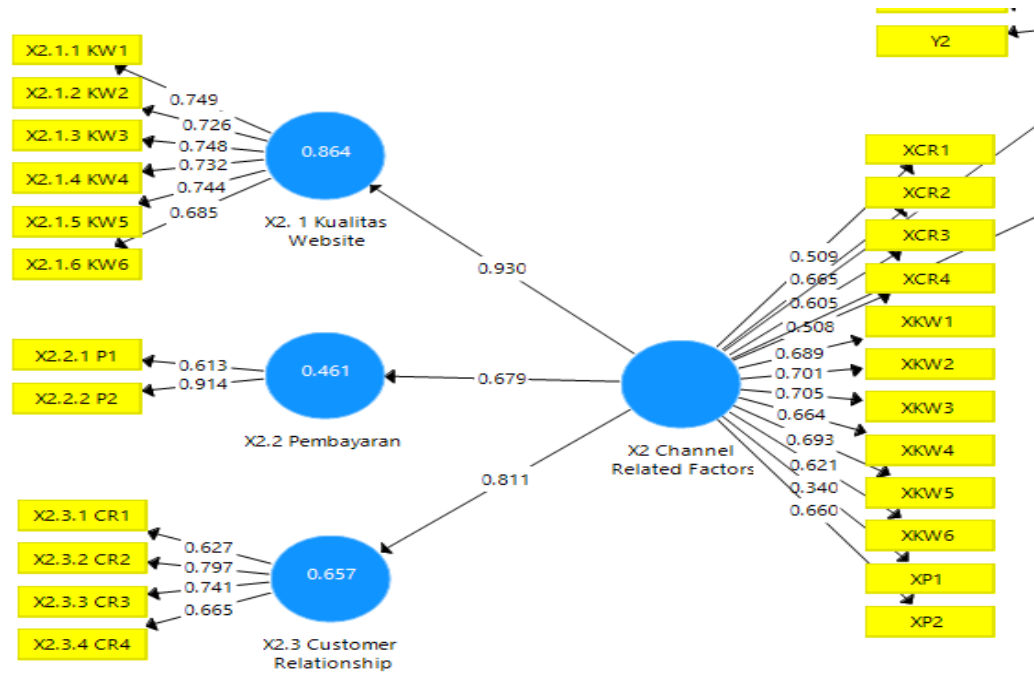 X2.1.1 KW1
X2.1.2 KW2
X2.1.3 KW3
X2.1.4 KW4
X2.1.5 KW5
X2.1.6 KW6
0.749
0.726
0.748
0.732
0.744
0.685
0.864
X2. 1 Kualitas
Website
X2.2.1 P1
X2.2.2 P2
0.613
0.914
0.461
X2.2 Pembayaran
X2.3.1 CR1
X2.3.2 CR2
X2.3.3 CR3
X2.3.4 CR4
0.627
0.797
0.741
0.665
0.657
X2.3 Customer
Relationship
0.930
0.679
0.811
X2 Channel
Related Factors
0.509
0.665
0.605
0.508
0.689
0.701
0.705
0.664
0.693
0.621
0.340
0.660
Y2
XCR1
XCR2
XCR3
XCR4
XKW1
XKW2
XKW3
XKW4
XKW5
XKW6
XP1
XP2